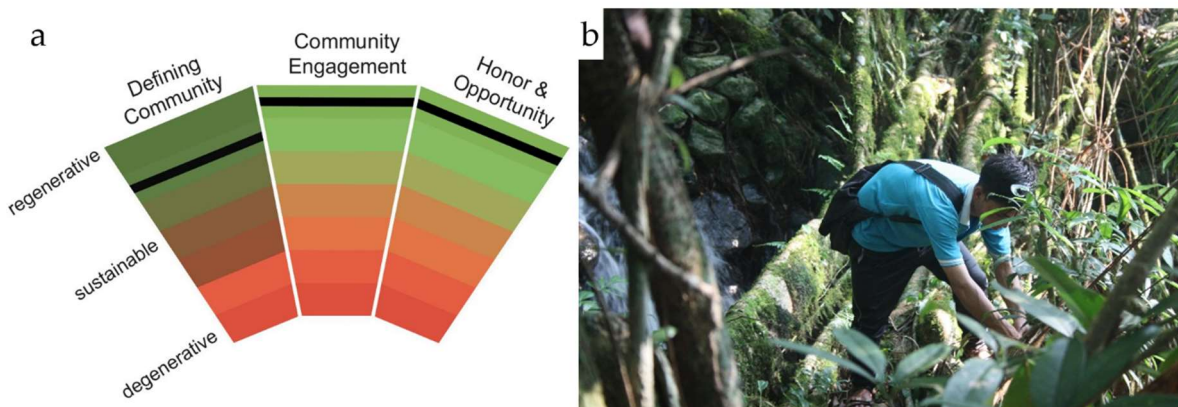 a
Defining
Community
Community
Engagement
Honor &
Opportunity
regenerative
sustainable
degenerative
b